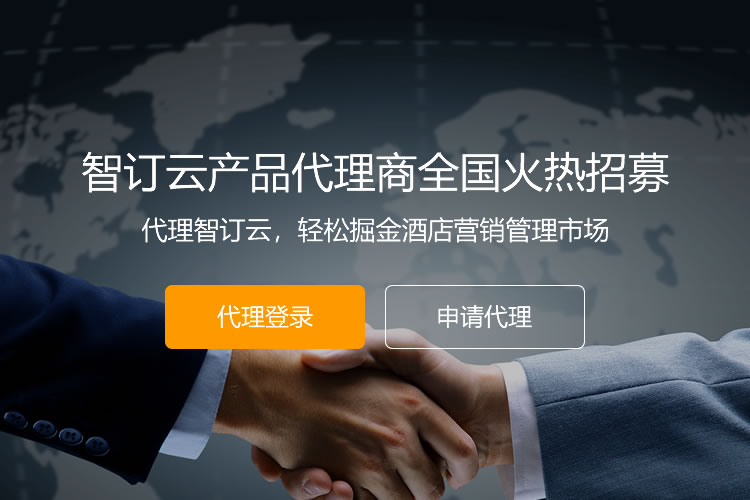 智订云产品代理商全国火热招募
代理智订云，轻松掘金酒店营销管理市场
代理登录
申请代理